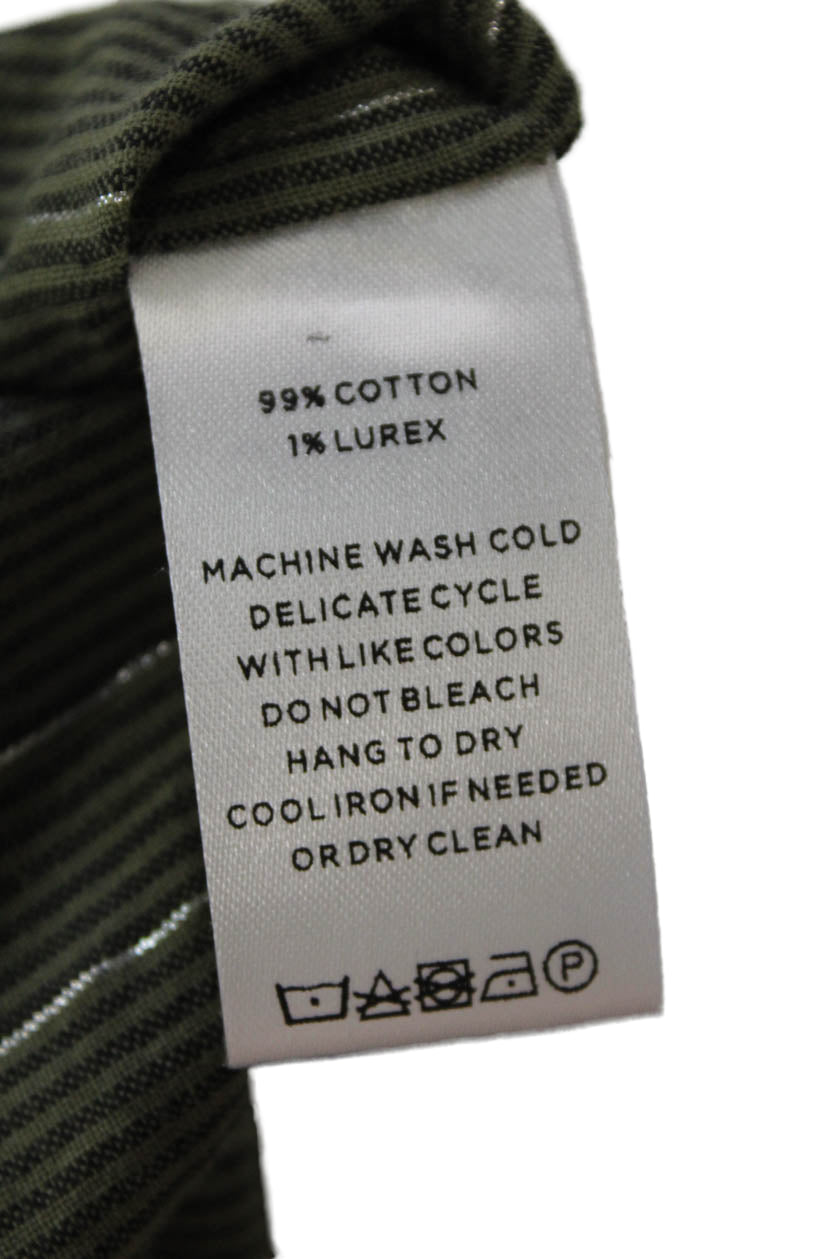 99% COTTON
1% LUREX
MACHINE WASH COLD
DELICATE CYCLE
WITH LIKE COLORS
DO NOT BLEACH
HANG TO DRY
COOL IRON IF NEEDED
OR DRY CLEAN
P